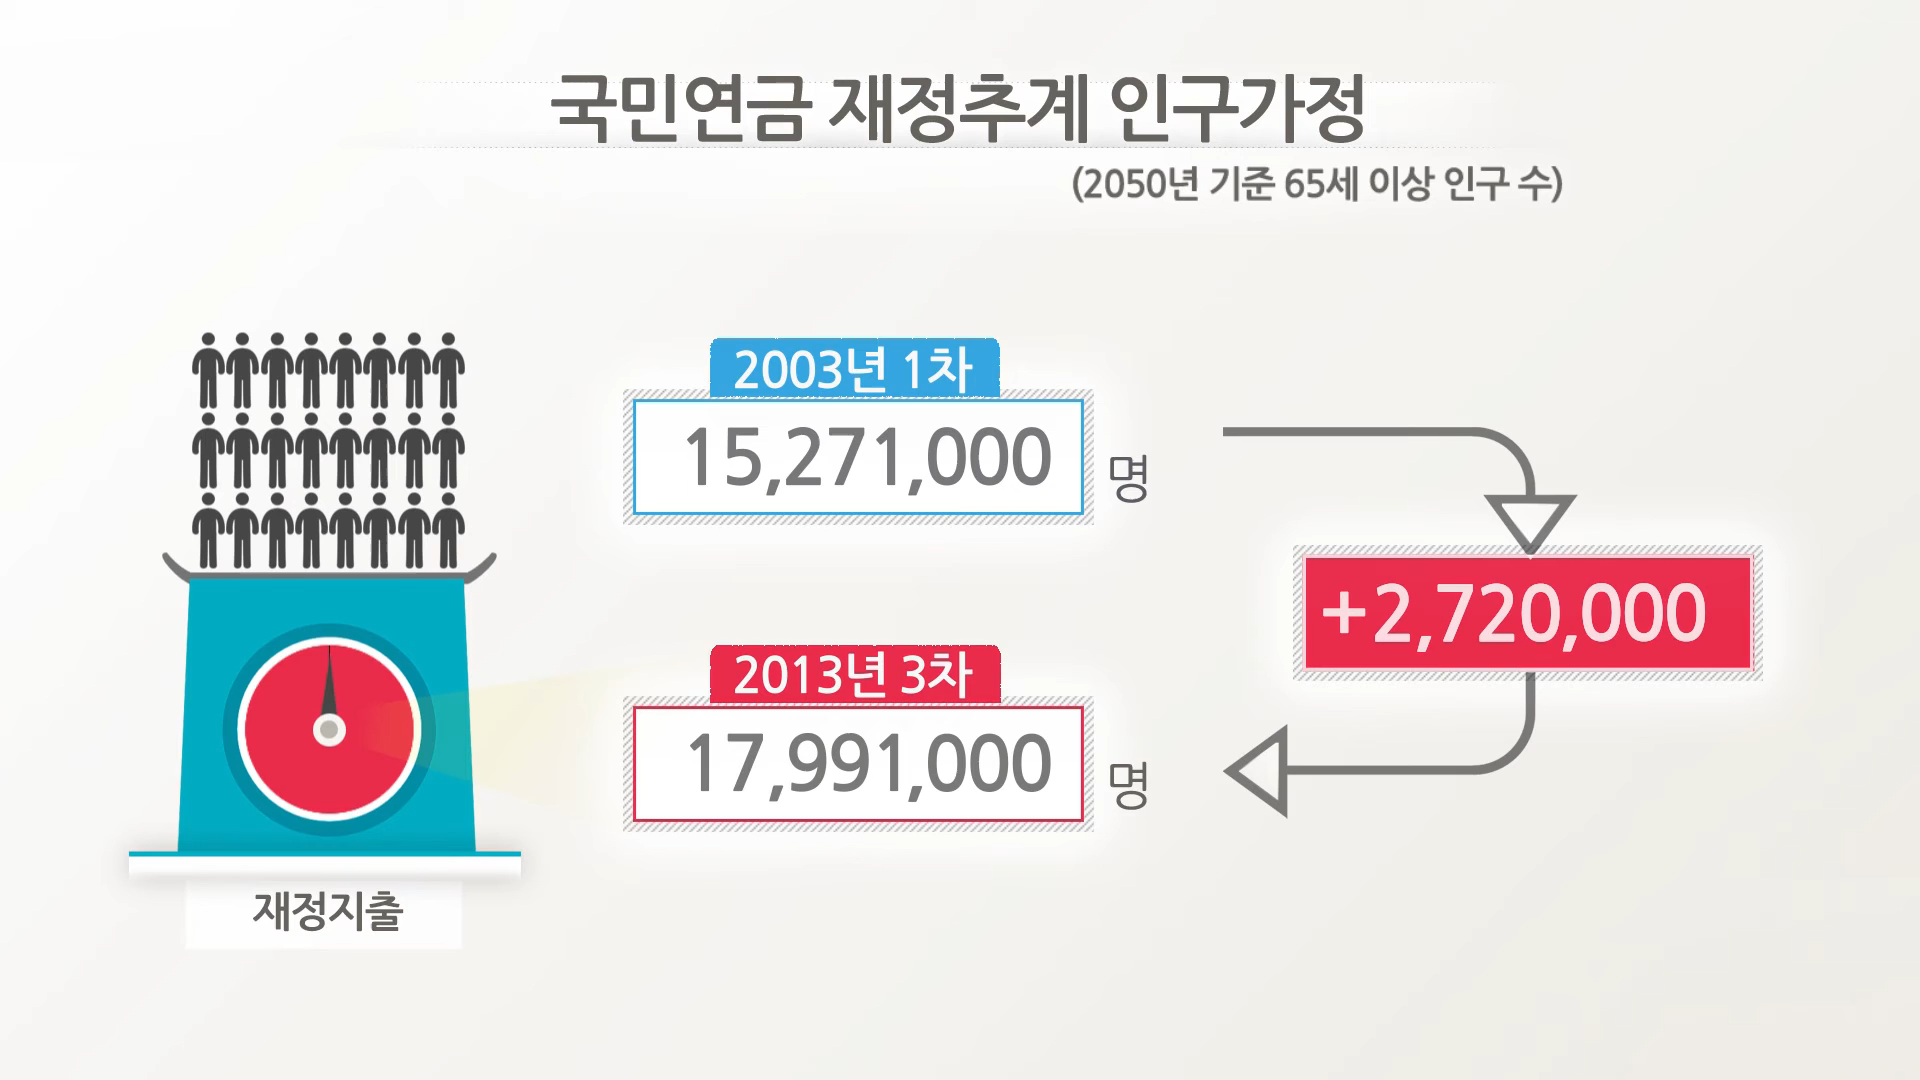 국민연금 재정추계 인구가정
(2050년 기준 65세 이상 인구 수)
2003년 1차
15,271,000 명
+2,720,000
2013년 3차
17,991,000 명
재정지출